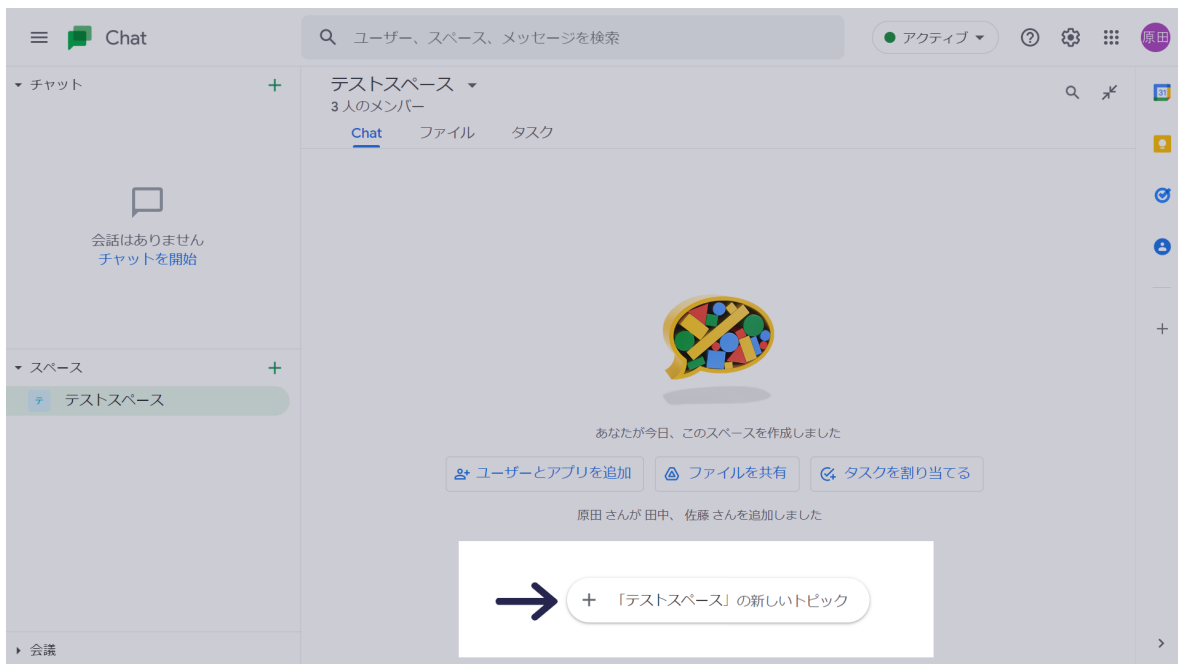 Chat
ユーザー、スペース、メッセージを検索
アクティブ
原田
チャット
会話はありません
チャットを開始
スペース
テ テストスペース
会議
テストスペース
3 人のメンバー
Chat ファイル タスク
あなたが今日、このスペースを作成しました
ユーザーとアプリを追加 ファイルを共有 タスクを割り当てる
原田 さんが 田中、 佐藤 さんを追加しました
「テストスペース」の新しいトピック
31